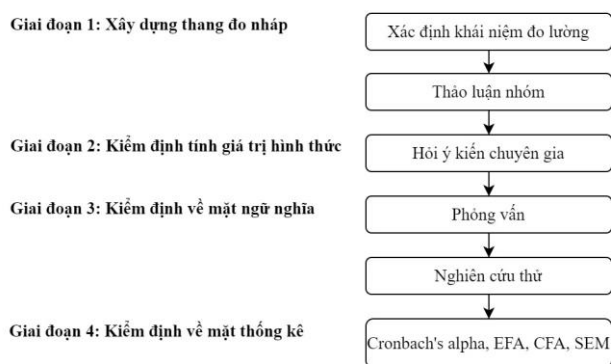 Giai đoạn 1: Xây dựng thang đo nháp
Xác định khái niệm đo lường
Thảo luận nhóm
Giai đoạn 2: Kiểm định tính giá trị hình thức
Hỏi ý kiến chuyên gia
Giai đoạn 3: Kiểm định về mặt ngữ nghĩa
Phỏng vấn
Nghiên cứu thử
Giai đoạn 4: Kiểm định về mặt thống kê
Cronbach's alpha, EFA, CFA, SEM